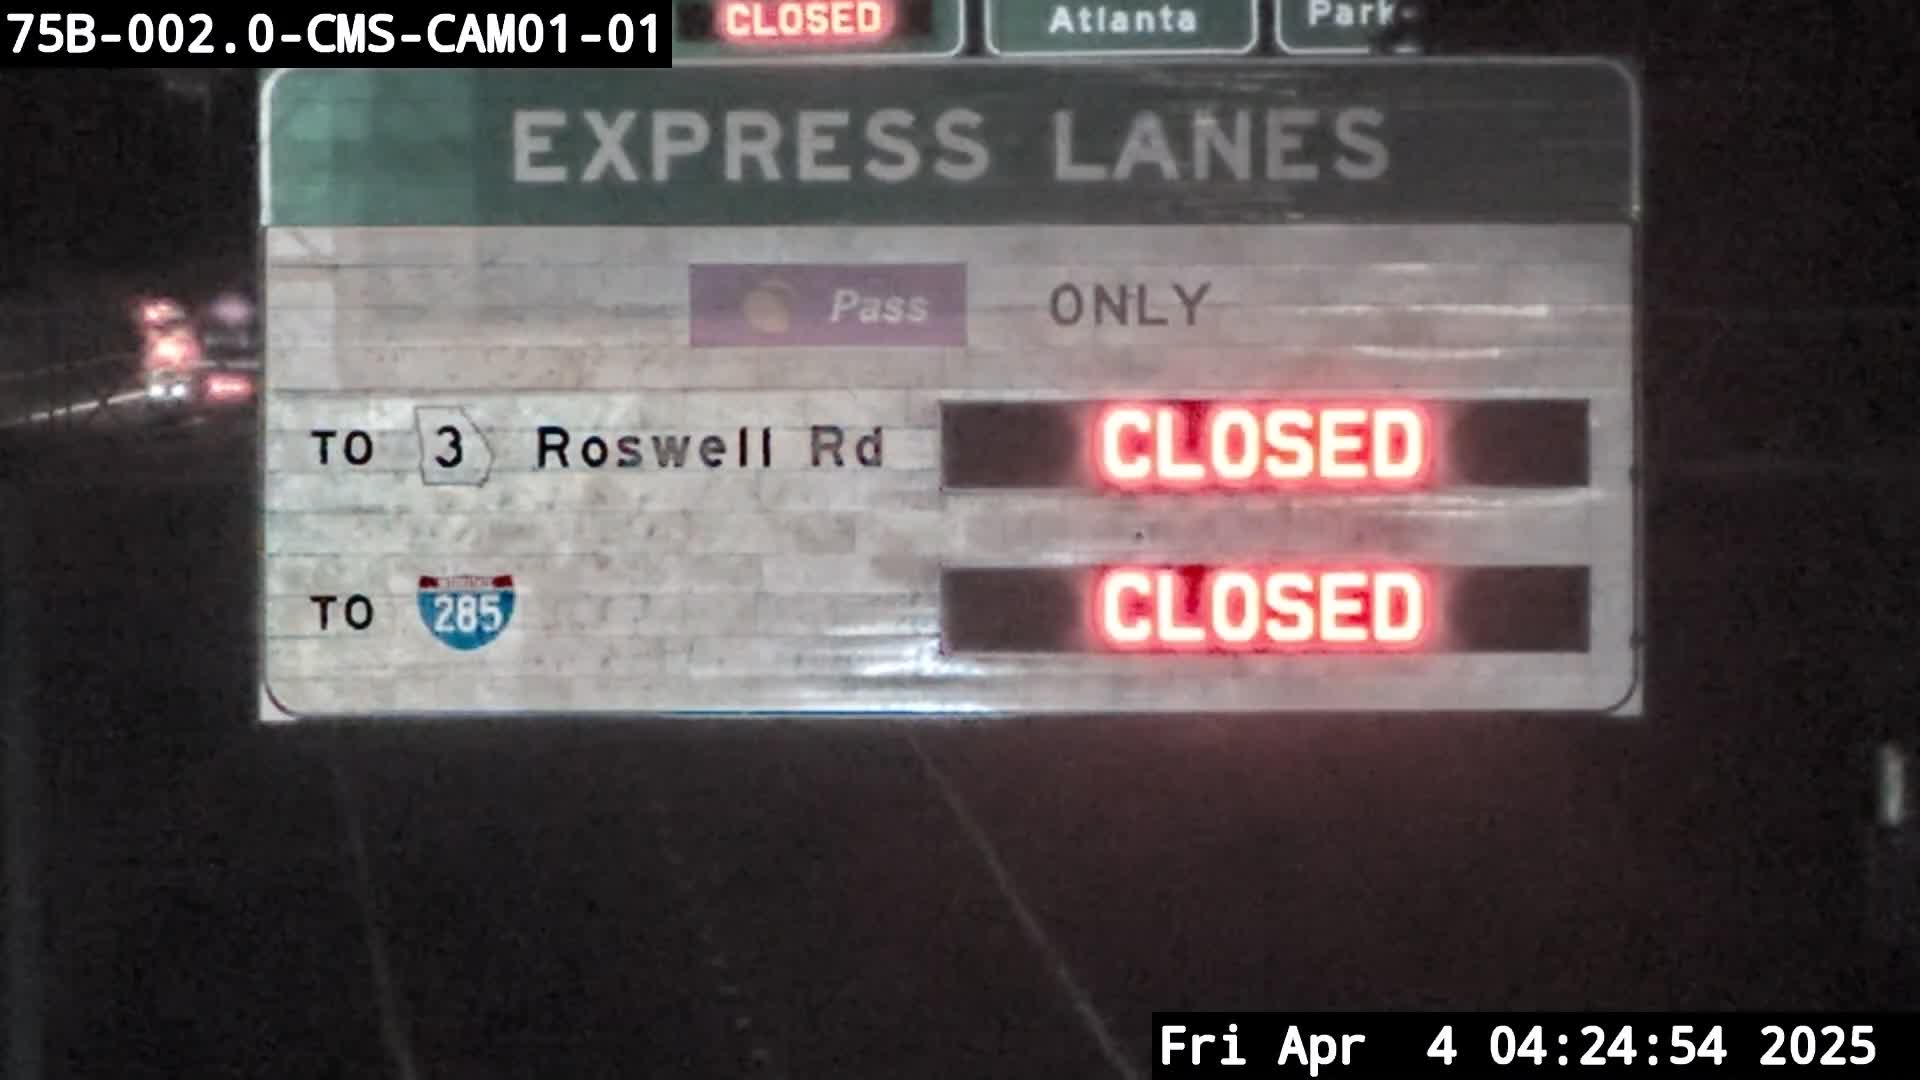 75B-002.0-CMS-CAM01-01
CLOSED
Atlanta
Park
EXPRESS LANES
Pass ONLY
TO 3 Roswell Rd CLOSED
TO 285 CLOSED
Fri Apr 4 04:24:54 2025